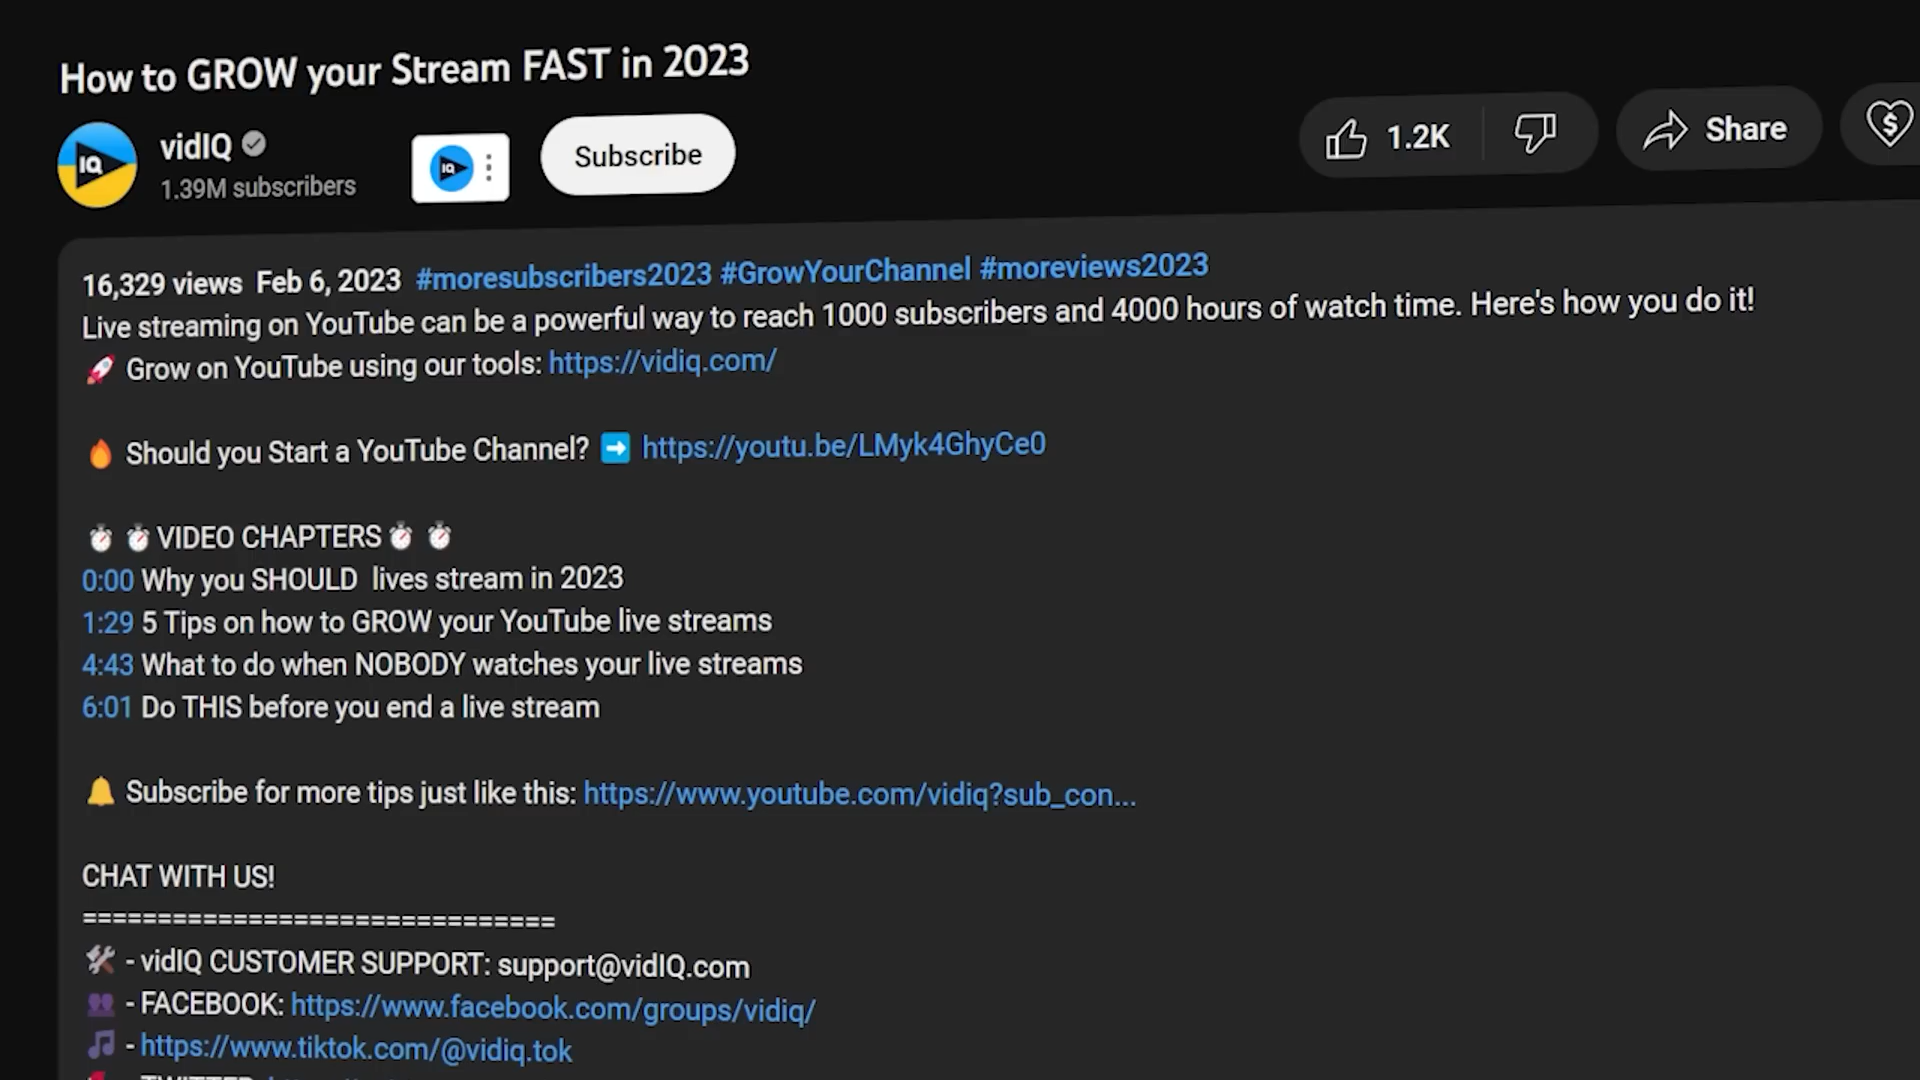 How to GROW your Stream FAST in 2023
IQ
vidIQ
1.39M subscribers
IQ
Subscribe
1.2K
Share
16,329 views Feb 6, 2023 #moresubscribers2023 #GrowYourChannel #moreviews2023
Live streaming on YouTube can be a powerful way to reach 1000 subscribers and 4000 hours of watch time. Here's how you do it!
🚀 Grow on YouTube using our tools: https://vidiq.com/
🔥 Should you Start a YouTube Channel? ➡️ https://youtu.be/LMyk4GhyCe0
⏱️ ⏱️ VIDEO CHAPTERS ⏱️ ⏱️
0:00 Why you SHOULD lives stream in 2023
1:29 5 Tips on how to GROW your YouTube live streams
4:43 What to do when NOBODY watches your live streams
6:01 Do THIS before you end a live stream
🔔 Subscribe for more tips just like this: https://www.youtube.com/vidiq?sub_con...
CHAT WITH US!
===============================
🛠️ - vidIQ CUSTOMER SUPPORT: support@vidIQ.com
👥 - FACEBOOK: https://www.facebook.com/groups/vidiq/
🎵 - https://www.tiktok.com/@vidiq.tok